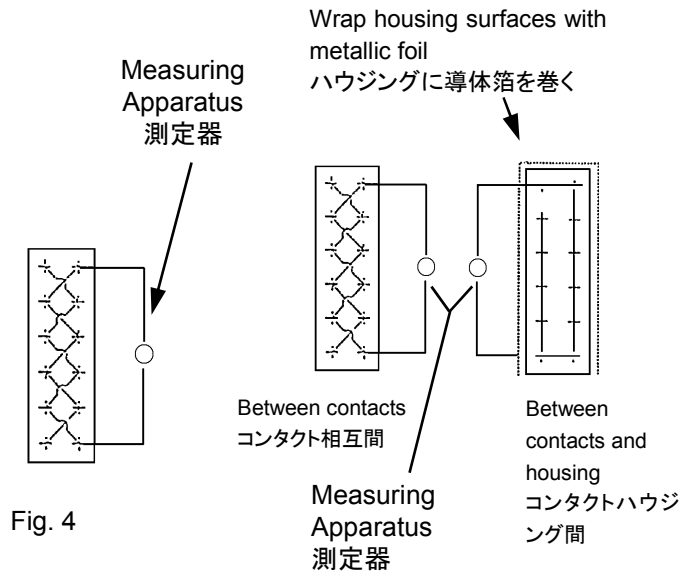 Wrap housing surfaces with
metallic foil
ハウジングに導体箔を巻く
Measuring
Apparatus
測定器
Between contacts
コンタクト相互間
Between
contacts and
housing
コンタクトハウジ
ング間
Measuring
Apparatus
測定器
Fig. 4